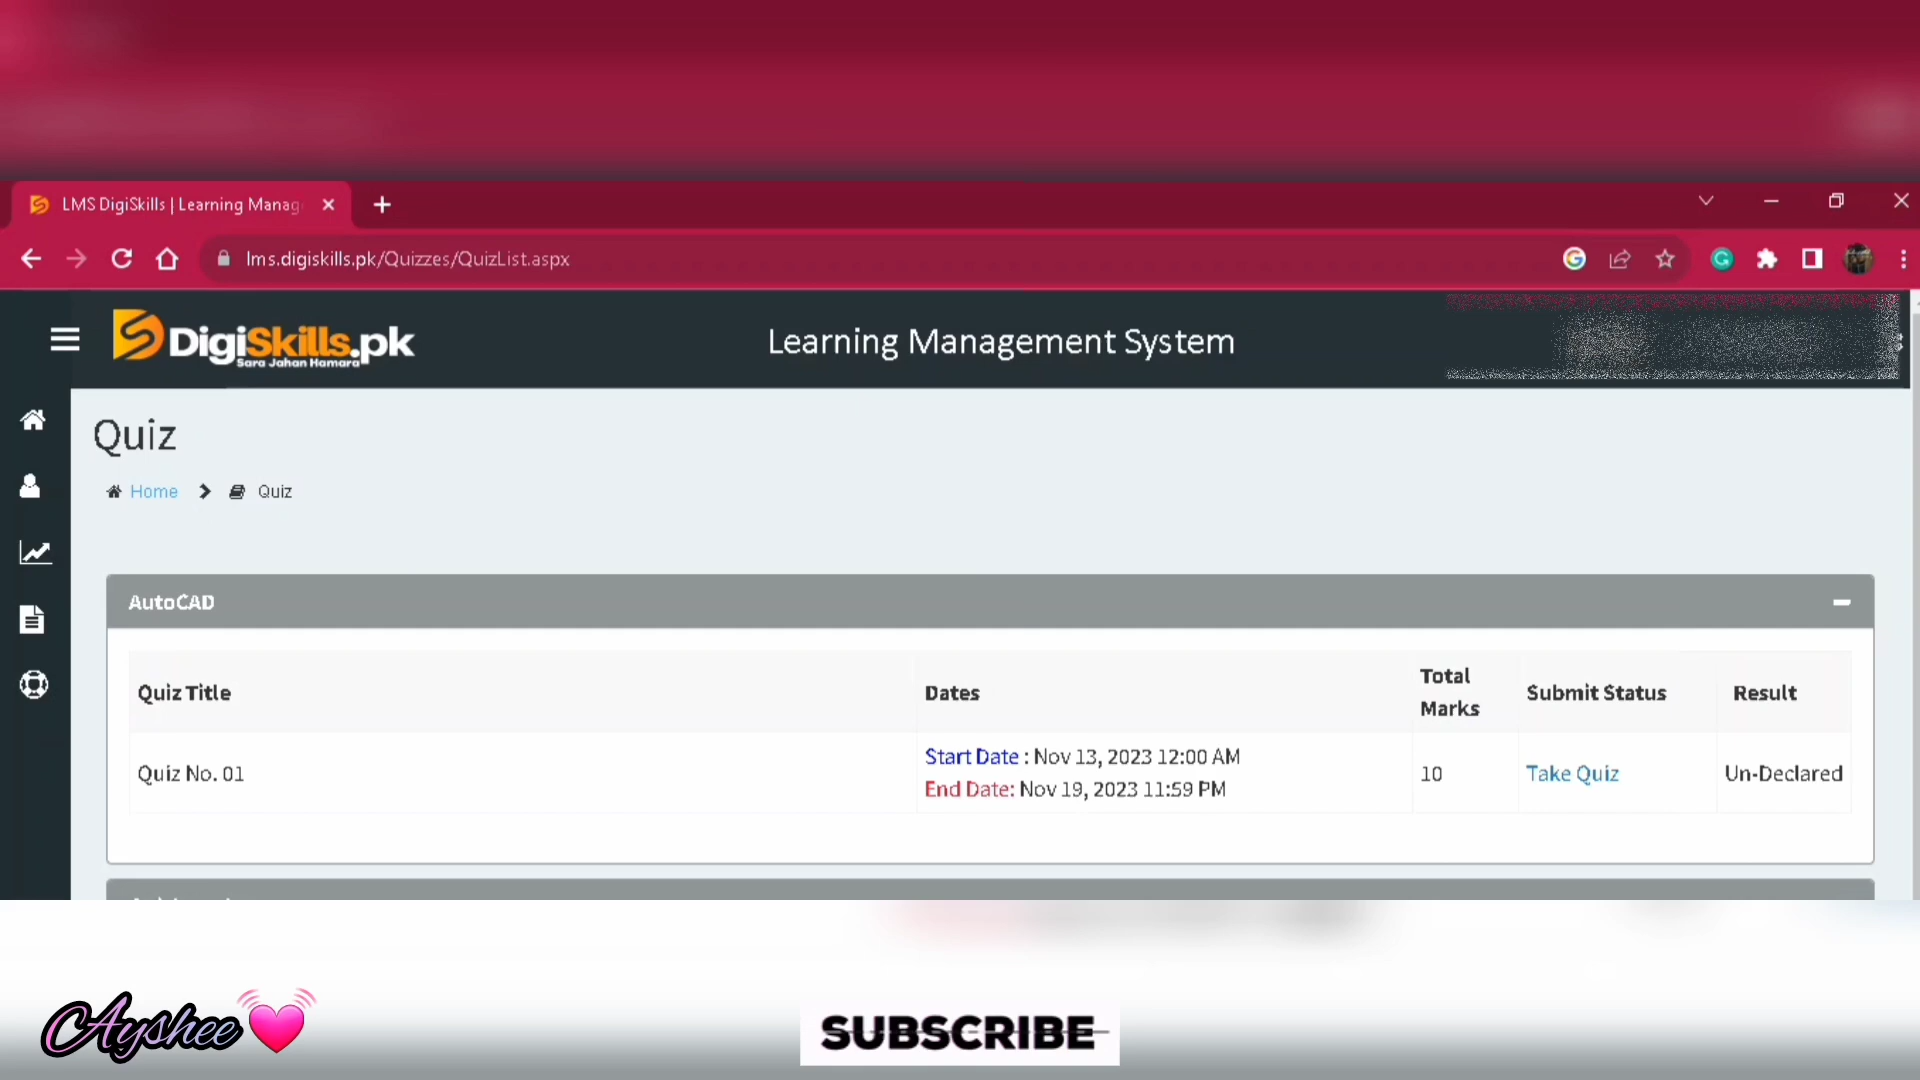 LMS DigiSkills | Learning Manag
lms.digiskills.pk/Quizzes/QuizList.aspx
DigiSkills.pk
Sara Jahan Hamara
Learning Management System
Quiz
Home > Quiz
AutoCAD
Quiz Title Dates Total Marks Submit Status Result
Quiz No. 01 Start Date : Nov 13, 2023 12:00 AM 10 Take Quiz Un-Declared
End Date: Nov 19, 2023 11:59 PM
Ayshee
SUBSCRIBE